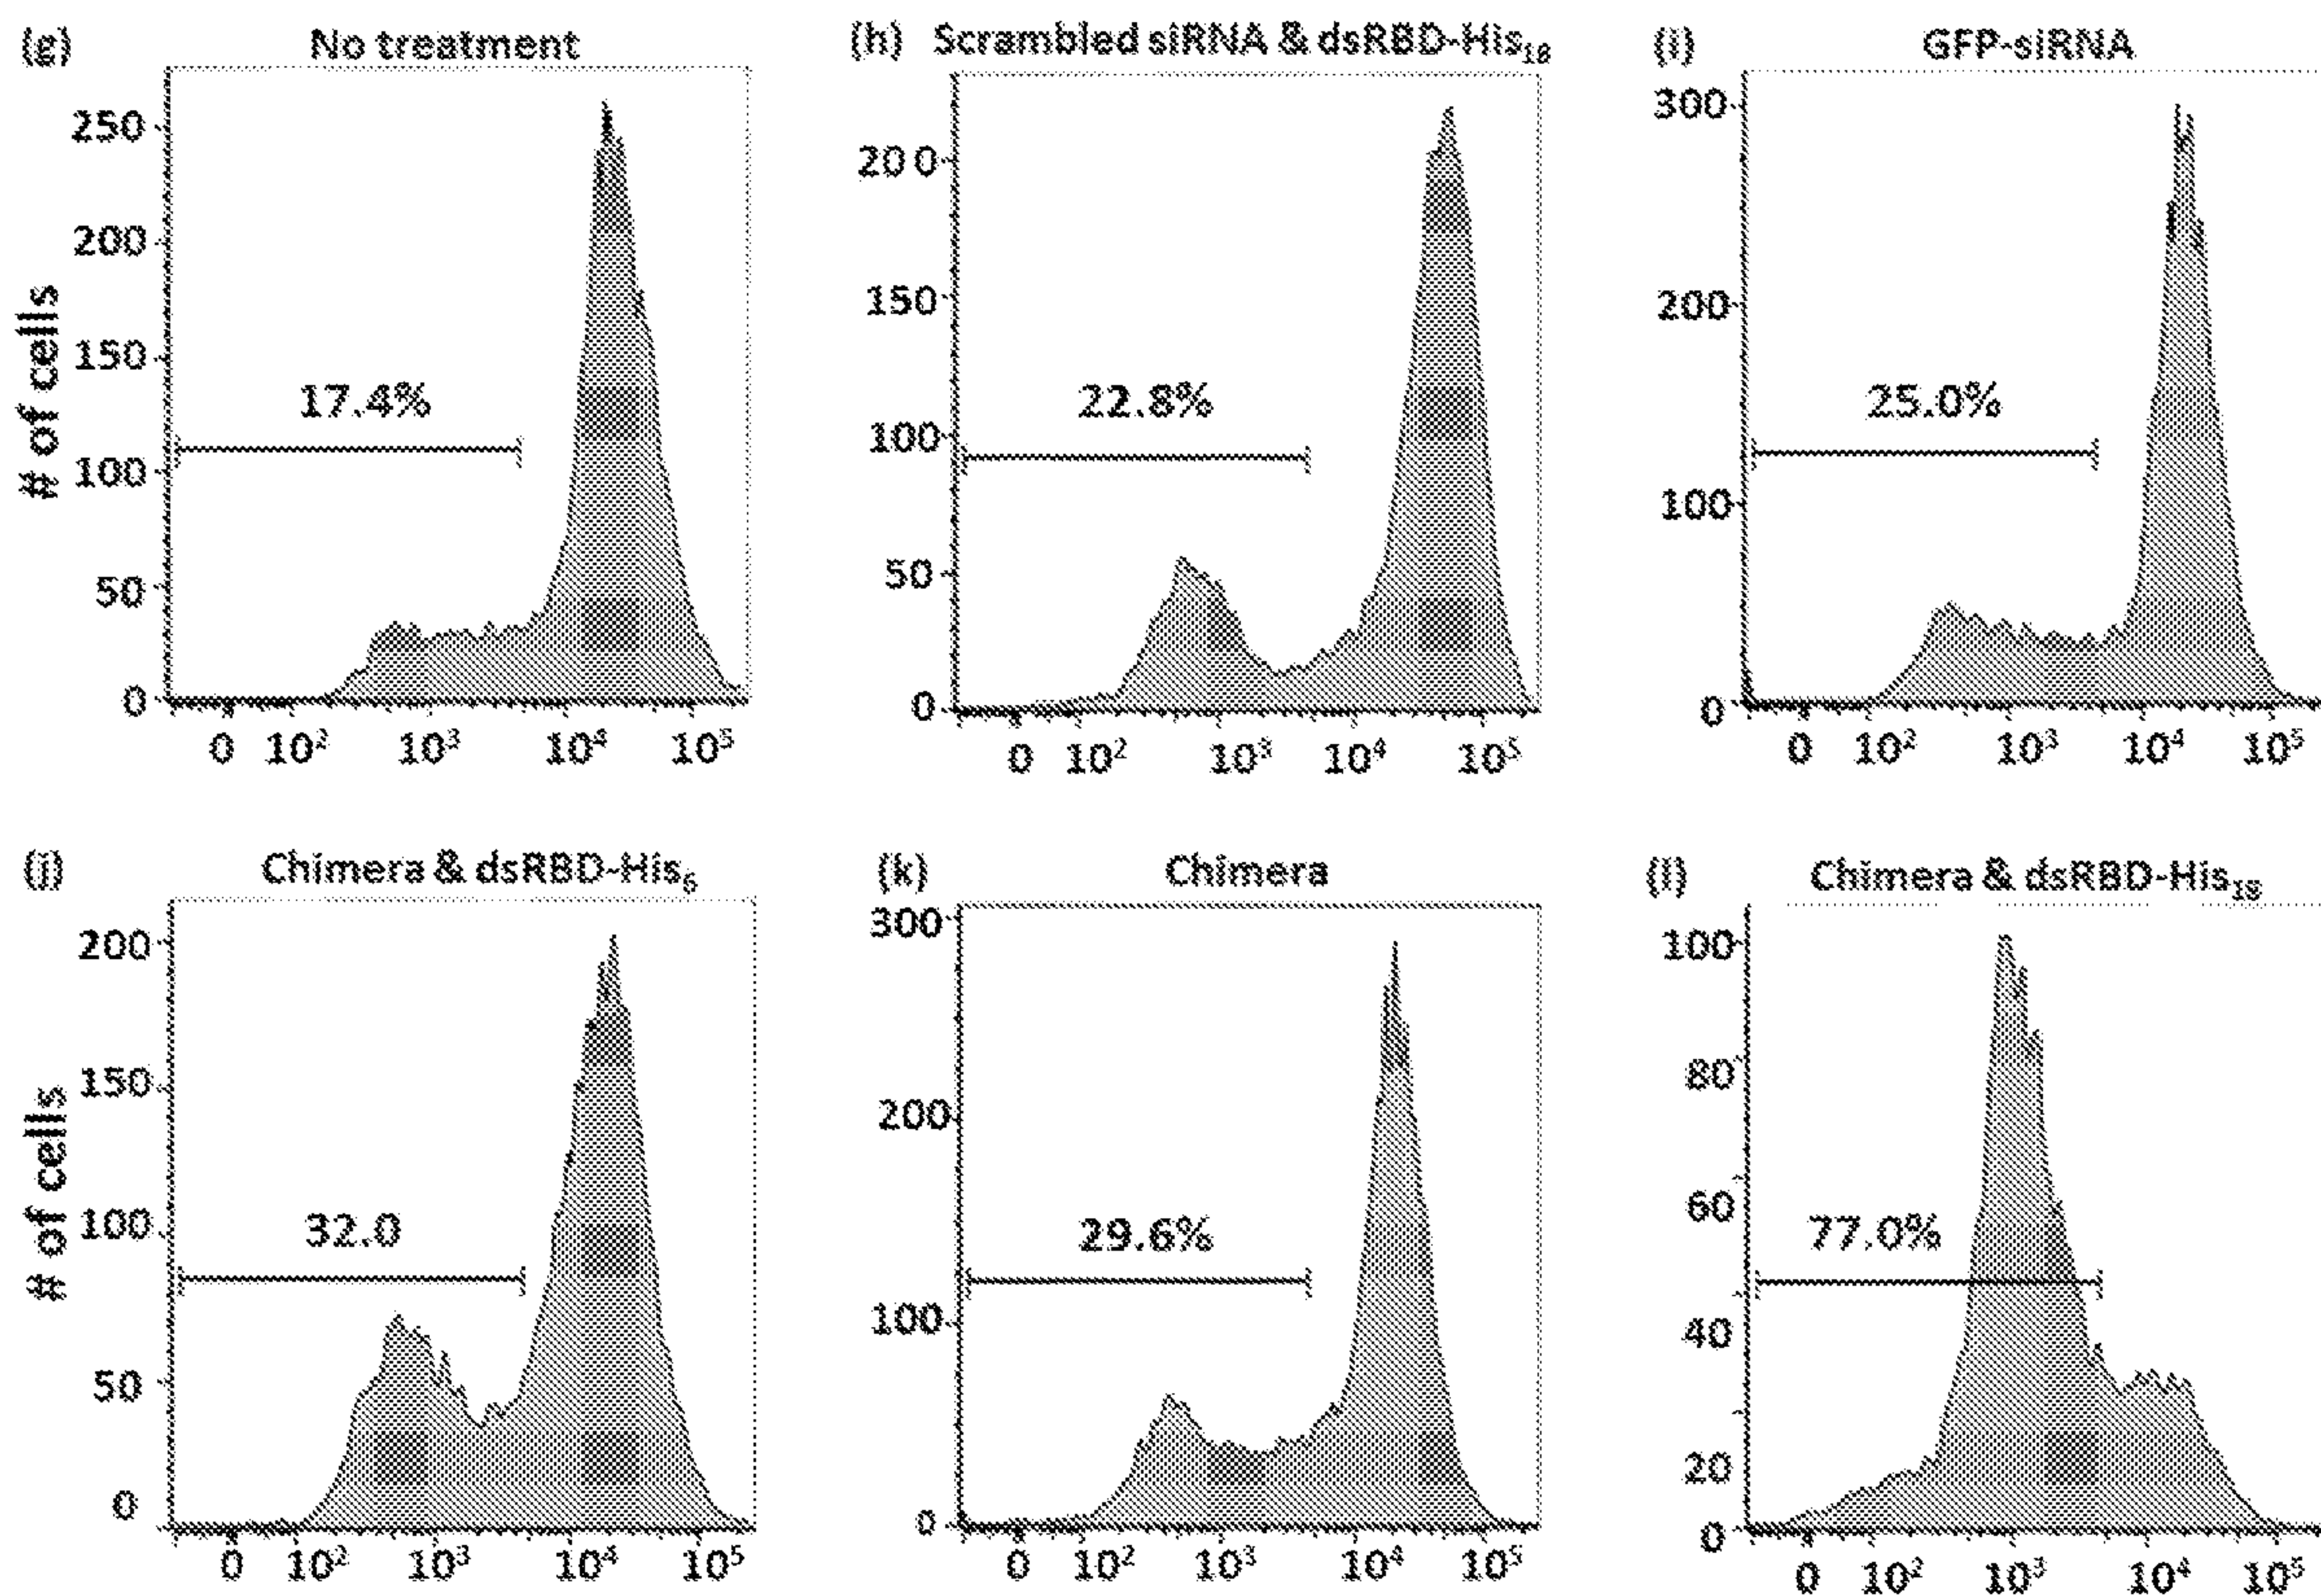 (g) No treatment
(h) Scrambled siRNA & dsRBD-His18
(i) GFP-siRNA
# of cells
250
200
150
100
50
0
17.4%
0 10² 10³ 10⁴ 10⁵
20 0
150
100
50
0
22.8%
0 10² 10³ 10⁴ 10⁵
300
200
100
0
25.0%
0 10² 10³ 10⁴ 10⁵
(j) Chimera & dsRBD-His6
(k) Chimera
(l) Chimera & dsRBD-His18
# of cells
200
150
100
50
0
32.0
0 10² 10³ 10⁴ 10⁵
300
200
100
0
29.6%
0 10² 10³ 10⁴ 10⁵
100
80
60
40
20
0
77.0%
0 10² 10³ 10⁴ 10⁵